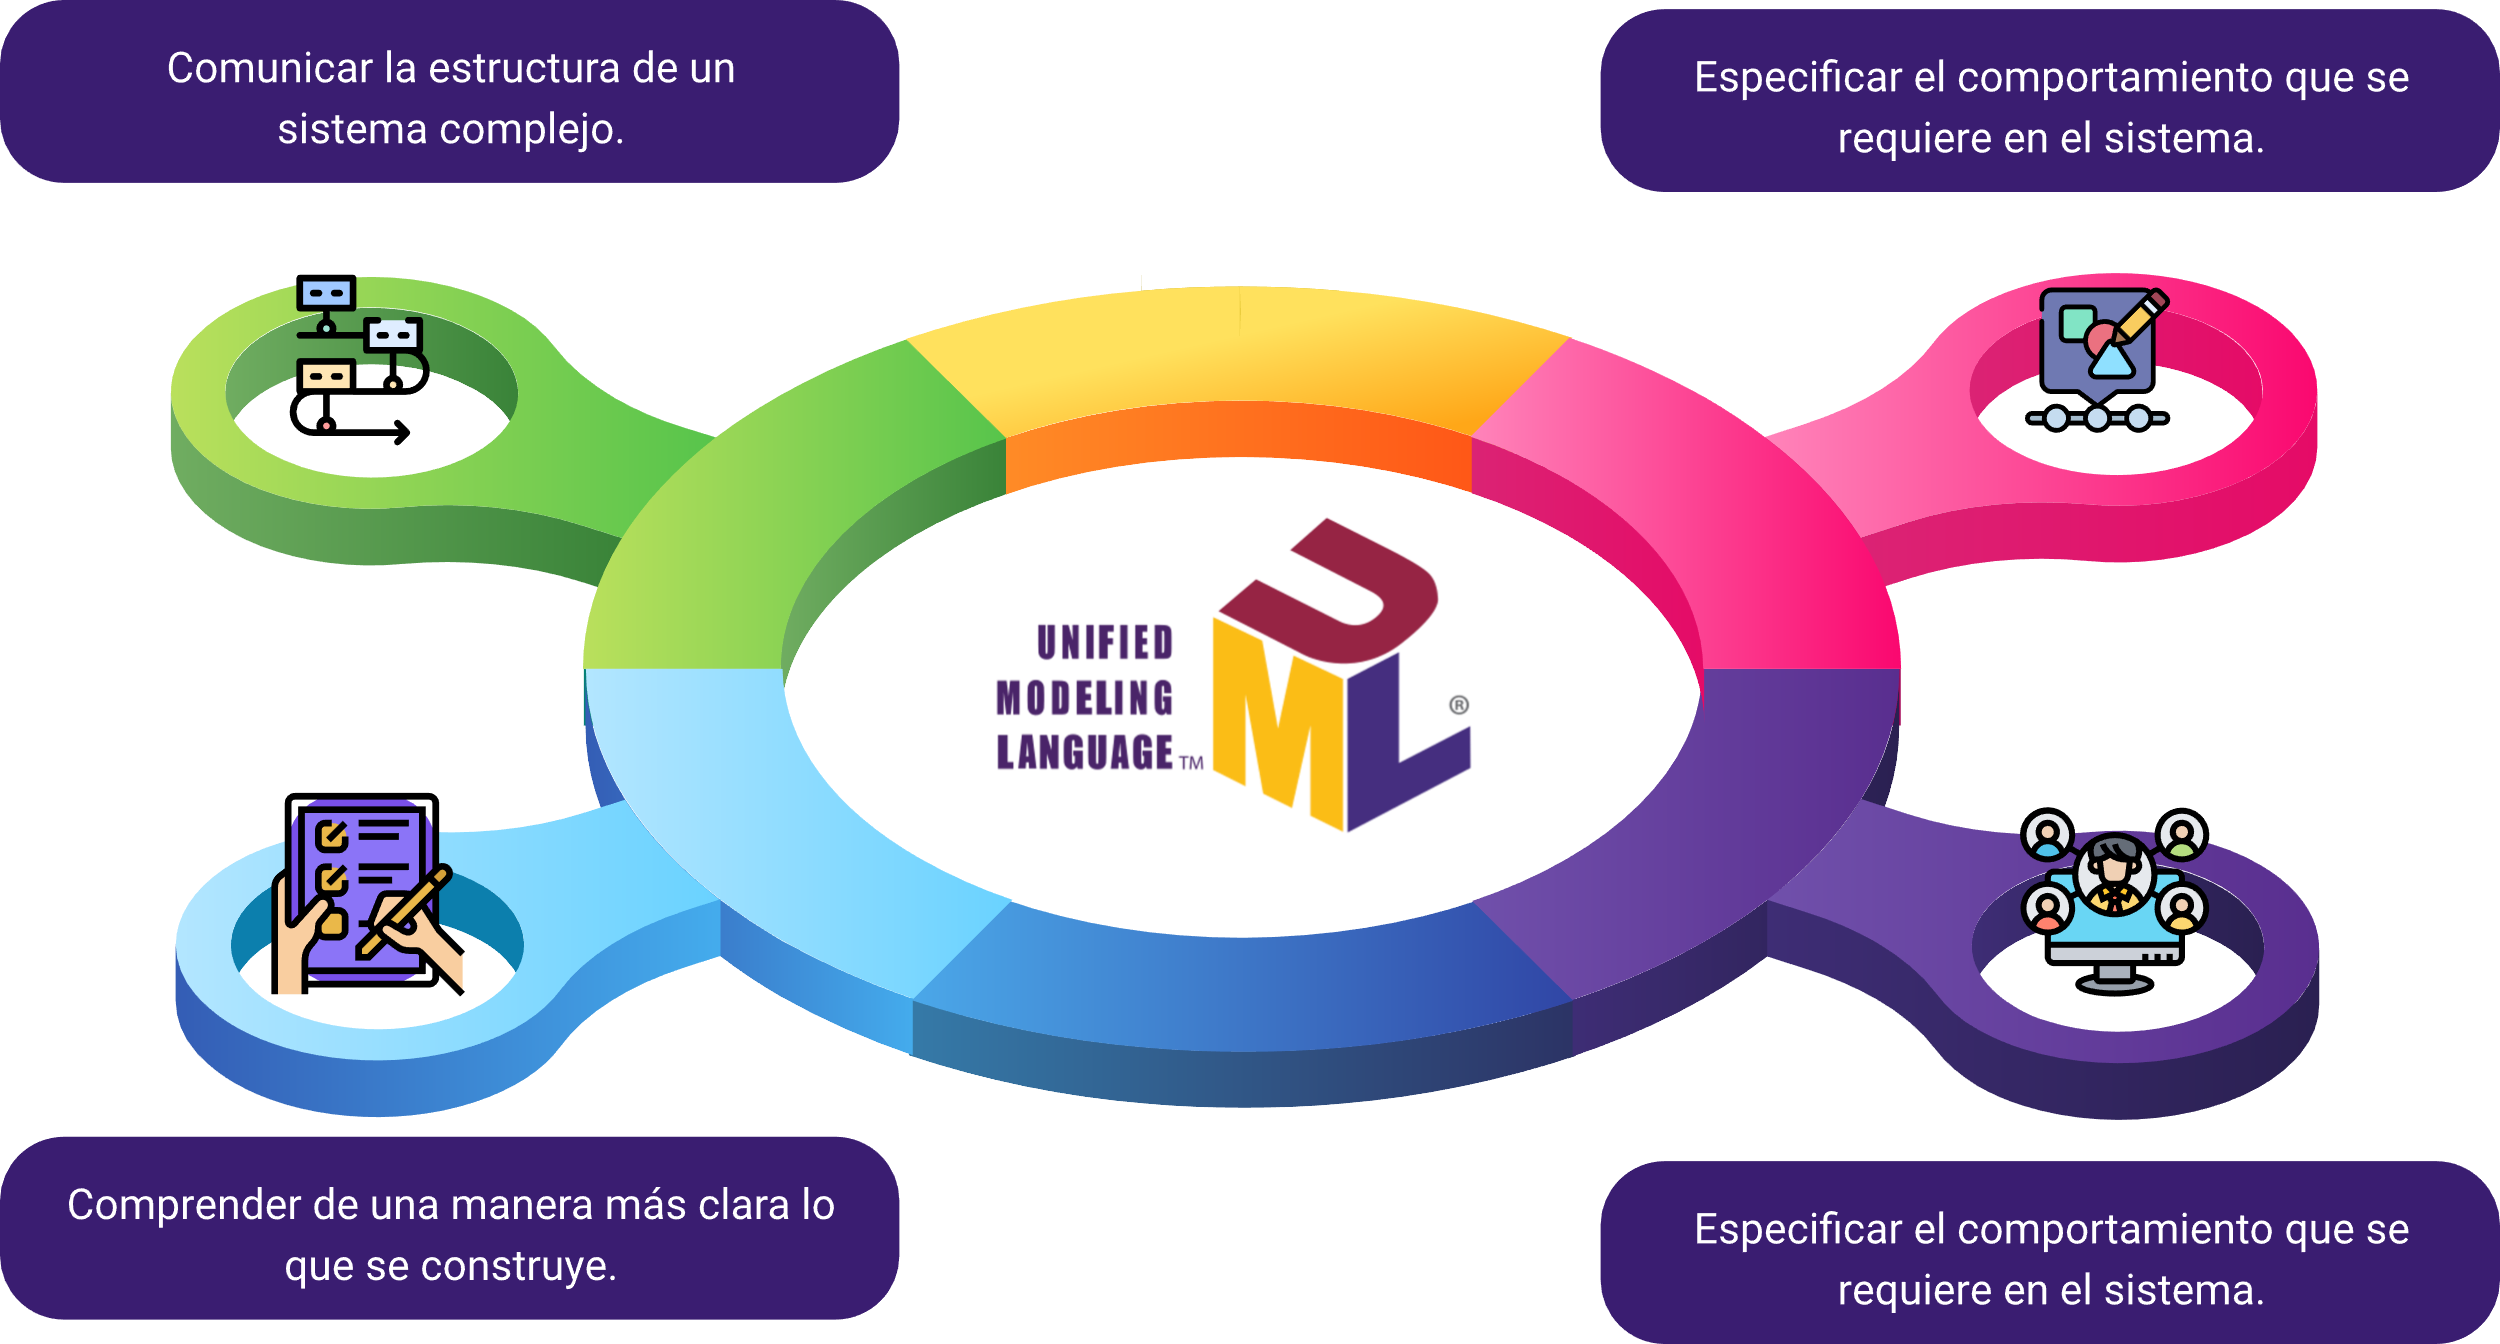 Comunicar la estructura de un
sistema complejo.
Especificar el comportamiento que se
requiere en el sistema.
UNIFIED
MODELING
LANGUAGE™
UML®
Comprender de una manera más clara lo
que se construye.
Especificar el comportamiento que se
requiere en el sistema.